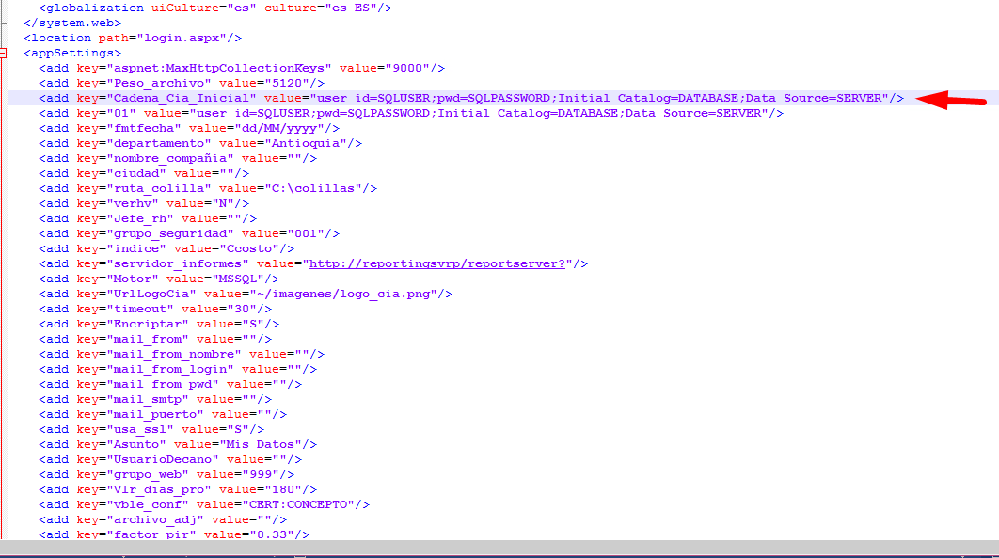 <globalization uiCulture="es" culture="es-ES"/>
</system.web>
<location path="login.aspx"/>
<appSettings>
<add key="aspnet:MaxHttpCollectionKeys" value="9000"/>
<add key="Peso_archivo" value="5120"/>
<add key="Cadena_Cia_Inicial" value="user id=SQLUSER;pwd=SQLPASSWORD;Initial Catalog=DATABASE;Data Source=SERVER"/>
<add key="01" value="user id=SQLUSER;pwd=SQLPASSWORD;Initial Catalog=DATABASE;Data Source=SERVER"/>
<add key="fmtfecha" value="dd/MM/yyyy"/>
<add key="departamento" value="Antioquia"/>
<add key="nombre_compañia" value=""/>
<add key="ciudad" value=""/>
<add key="ruta_colilla" value="C:\colillas"/>
<add key="verhv" value="N"/>
<add key="Jefe_rh" value=""/>
<add key="grupo_seguridad" value="001"/>
<add key="indice" value="Ccosto"/>
<add key="servidor_informes" value="http://reportingsvrp/reportserver?"/>
<add key="Motor" value="MSSQL"/>
<add key="UrlLogoCia" value="~/imagenes/logo_cia.png"/>
<add key="timeout" value="30"/>
<add key="Encriptar" value="S"/>
<add key="mail_from" value=""/>
<add key="mail_from_nombre" value=""/>
<add key="mail_from_login" value=""/>
<add key="mail_from_pwd" value=""/>
<add key="mail_smtp" value=""/>
<add key="mail_puerto" value=""/>
<add key="usa_ssl" value="S"/>
<add key="Asunto" value="Mis Datos"/>
<add key="UsuarioDecano" value=""/>
<add key="grupo_web" value="999"/>
<add key="Vlr_dias_pro" value="180"/>
<add key="vble_conf" value="CERT:CONCEPTO"/>
<add key="archivo_adj" value=""/>
<add key="factor_pir" value="0.33"/>